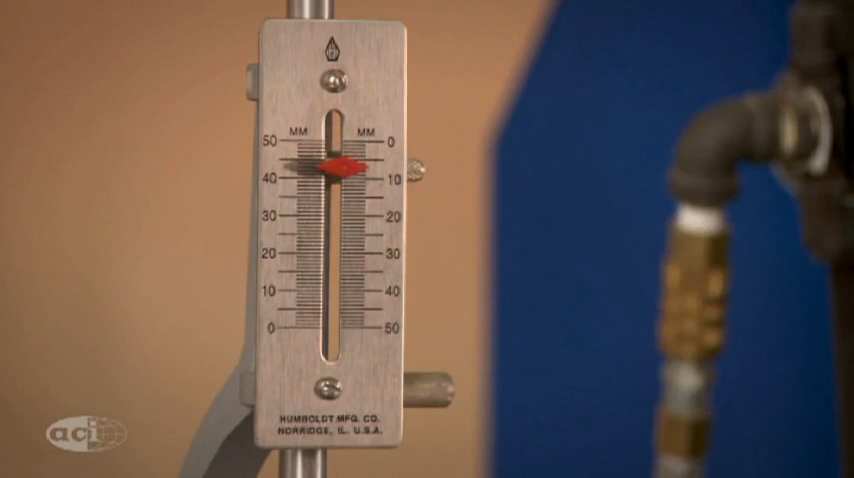 MM MM
50 0
40 10
30 20
20 30
10 40
0 50
HUMBOLDT MFG. CO.
NORRIDGE, IL. U.S.A.
aci